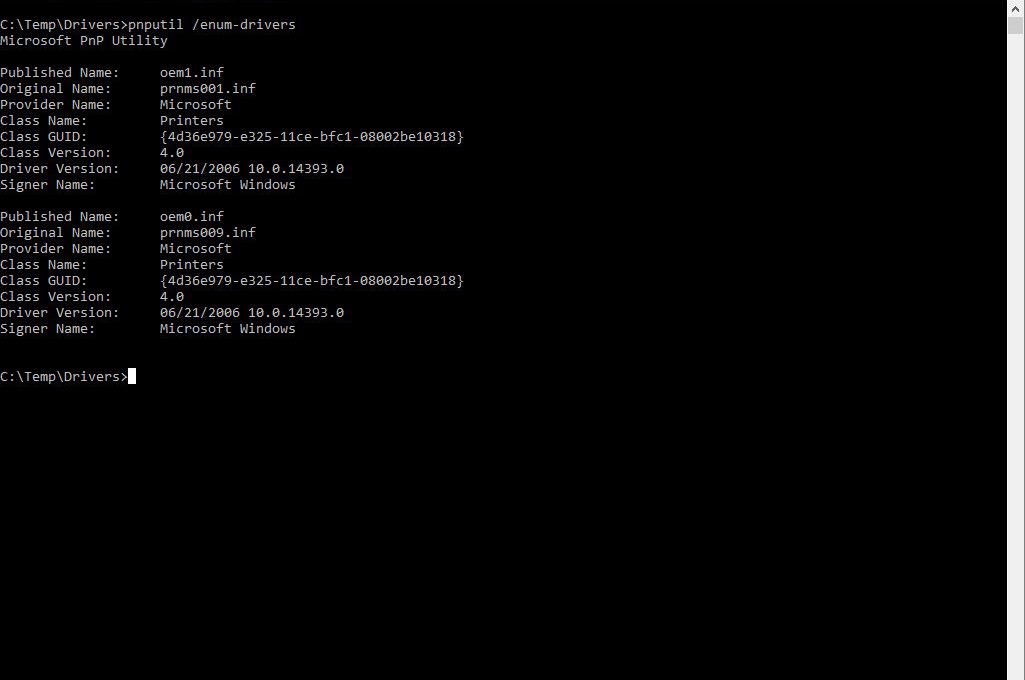 C:\Temp\Drivers>pnputil /enum-drivers
Microsoft PnP Utility

Published Name:     oem1.inf
Original Name:      prnms001.inf
Provider Name:      Microsoft
Class Name:         Printers
Class GUID:         {4d36e979-e325-11ce-bfc1-08002be10318}
Class Version:      4.0
Driver Version:     06/21/2006 10.0.14393.0
Signer Name:        Microsoft Windows

Published Name:     oem0.inf
Original Name:      prnms009.inf
Provider Name:      Microsoft
Class Name:         Printers
Class GUID:         {4d36e979-e325-11ce-bfc1-08002be10318}
Class Version:      4.0
Driver Version:     06/21/2006 10.0.14393.0
Signer Name:        Microsoft Windows

C:\Temp\Drivers>